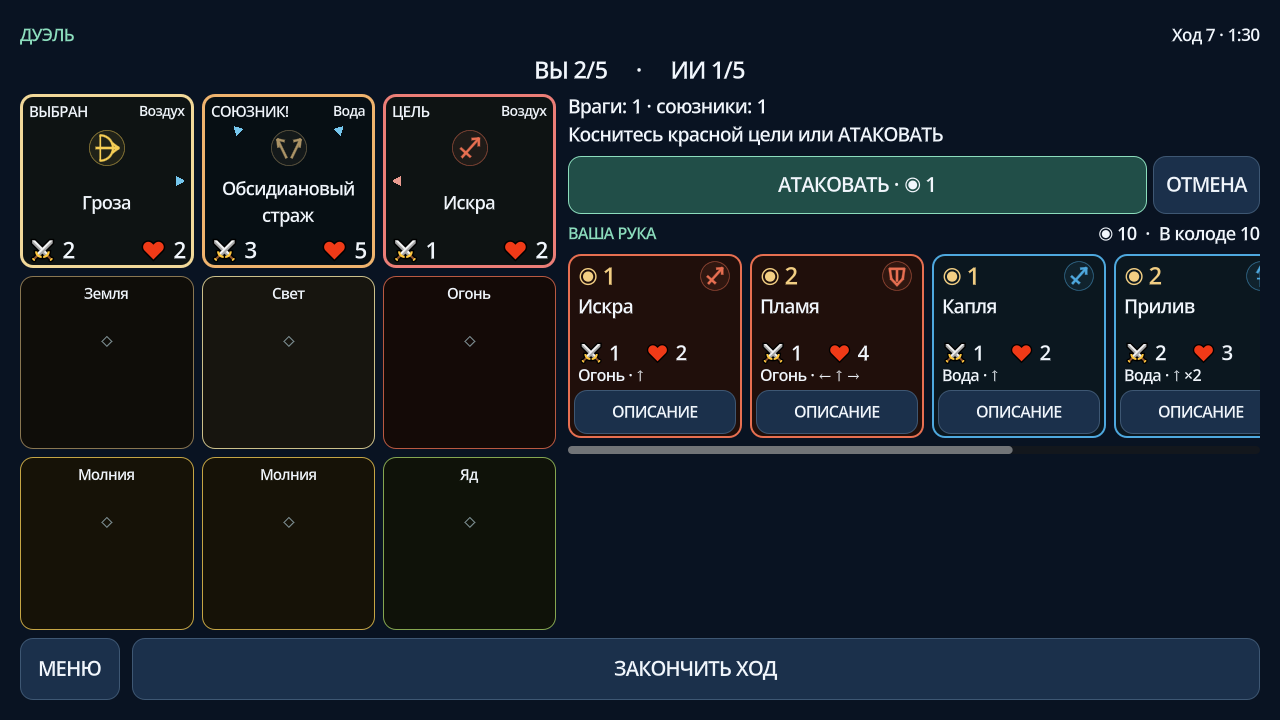 ДУЭЛЬ
Ход 7 · 1:30
ВЫ 2/5 · ИИ 1/5
ВЫБРАН Воздух
Гроза
2 2
СОЮЗНИК! Вода
Обсидиановый
страж
3 5
ЦЕЛЬ Воздух
Искра
1 2
Земля
Свет
Огонь
Молния
Молния
Яд
Враги: 1 · союзники: 1
Коснитесь красной цели или АТАКОВАТЬ
АТАКОВАТЬ · ◉ 1
ОТМЕНА
ВАША РУКА
◉ 10 · В колоде 10
◉ 1
Искра
1 2
Огонь · ↑
ОПИСАНИЕ
◉ 2
Пламя
1 4
Огонь · ← ↑ →
ОПИСАНИЕ
◉ 1
Капля
1 2
Вода · ↑
ОПИСАНИЕ
◉ 2
Прилив
2 3
Вода · ↑ ×2
ОПИСАНИЕ
МЕНЮ
ЗАКОНЧИТЬ ХОД